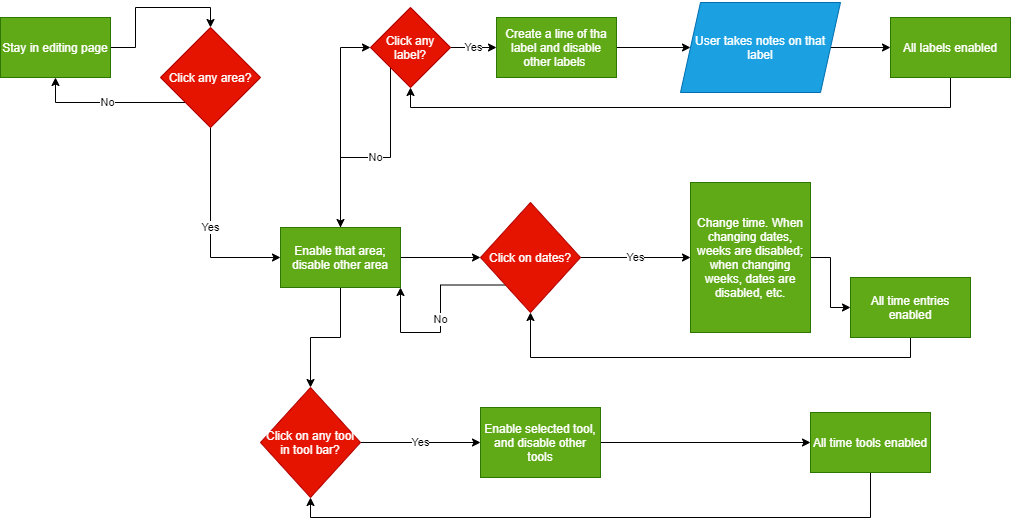 Stay in editing page
Click any area?
No
Yes
Click any
label?
Yes
Create a line of tha
label and disable
other labels
User takes notes on that
label
All labels enabled
No
Enable that area;
disable other area
Click on dates?
Yes
No
Change time. When
changing dates,
weeks are disabled;
when changing
weeks, dates are
disabled, etc.
All time entries
enabled
Click on any tool
in tool bar?
Yes
Enable selected tool,
and disable other
tools
All time tools enabled